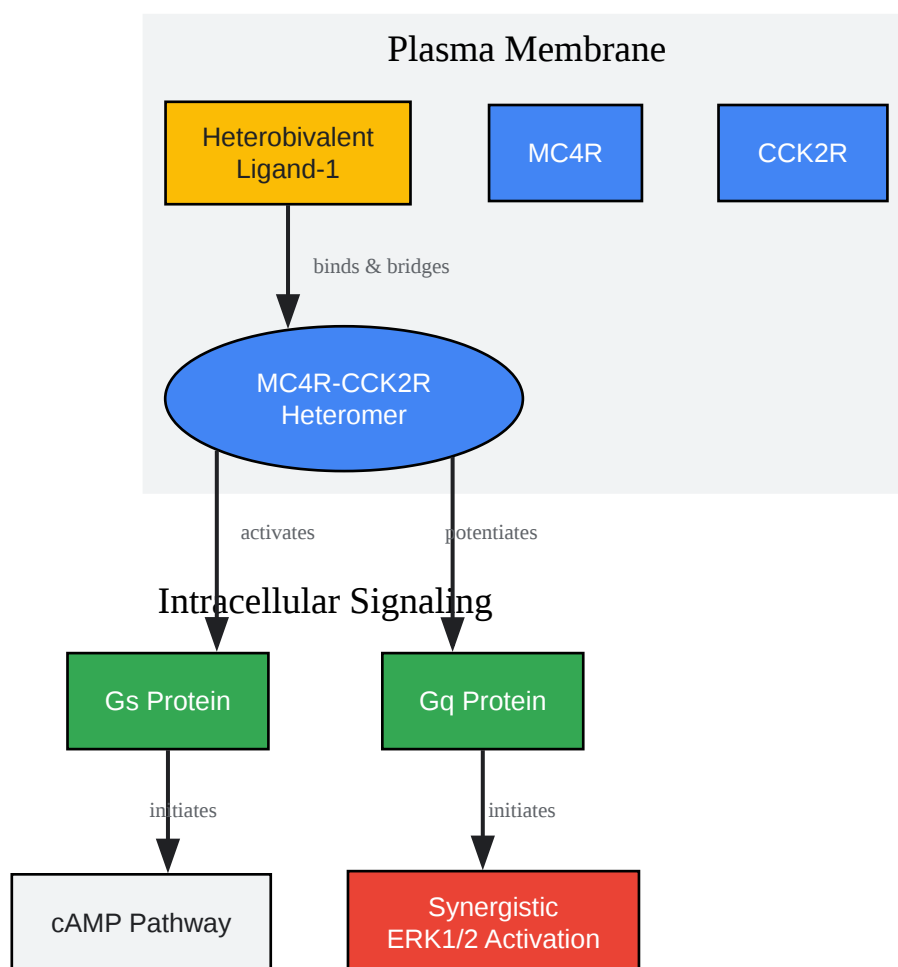 Plasma Membrane
Heterobivalent
Ligand-1
MC4R
CCK2R
binds & bridges
MC4R-CCK2R
Heteromer
activates
potentiates
Intracellular Signaling
Gs Protein
Gq Protein
initiates
initiates
cAMP Pathway
Synergistic
ERK1/2 Activation